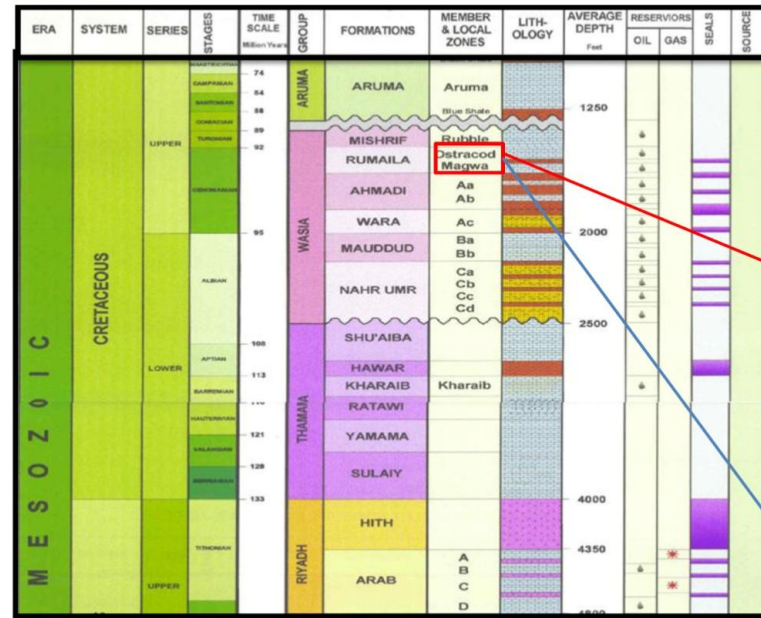 ERA SYSTEM SERIES STAGES TIME SCALE Million Years GROUP FORMATIONS MEMBER & LOCAL ZONES LITH-OLOGY AVERAGE DEPTH Feet RESERVIORS OIL GAS SEALS SOURCE
MESOZOIC
CRETACEOUS
UPPER
LOWER
UPPER
CAMPANIAN
SANTONIAN
CONIACIAN
TURONIAN
CENOMANIAN
ALBIAN
APTIAN
BARREMIAN
HAUTERIVIAN
VALANGIAN
BERRIASIAN
TITHONIAN
74
84
88
89
92
95
108
113
121
128
133
ARUMA
WASIA
THAMAIA
RIYADH
ARUMA Aruma
Blue Shale
MISHRIF Rubble
RUMAILA Ostracod
Magwa
AHMADI Aa
Ab
WARA Ac
MAUDDUD Ba
Bb
NAHR UMR Ca
Cb
Cc
Cd
SHU'AIBA
HAWAR
KHARAIB Kharaib
RATAWI
YAMAMA
SULAIY
HITH
ARAB A
B
C
D
1250
2000
2500
4000
4350
4800